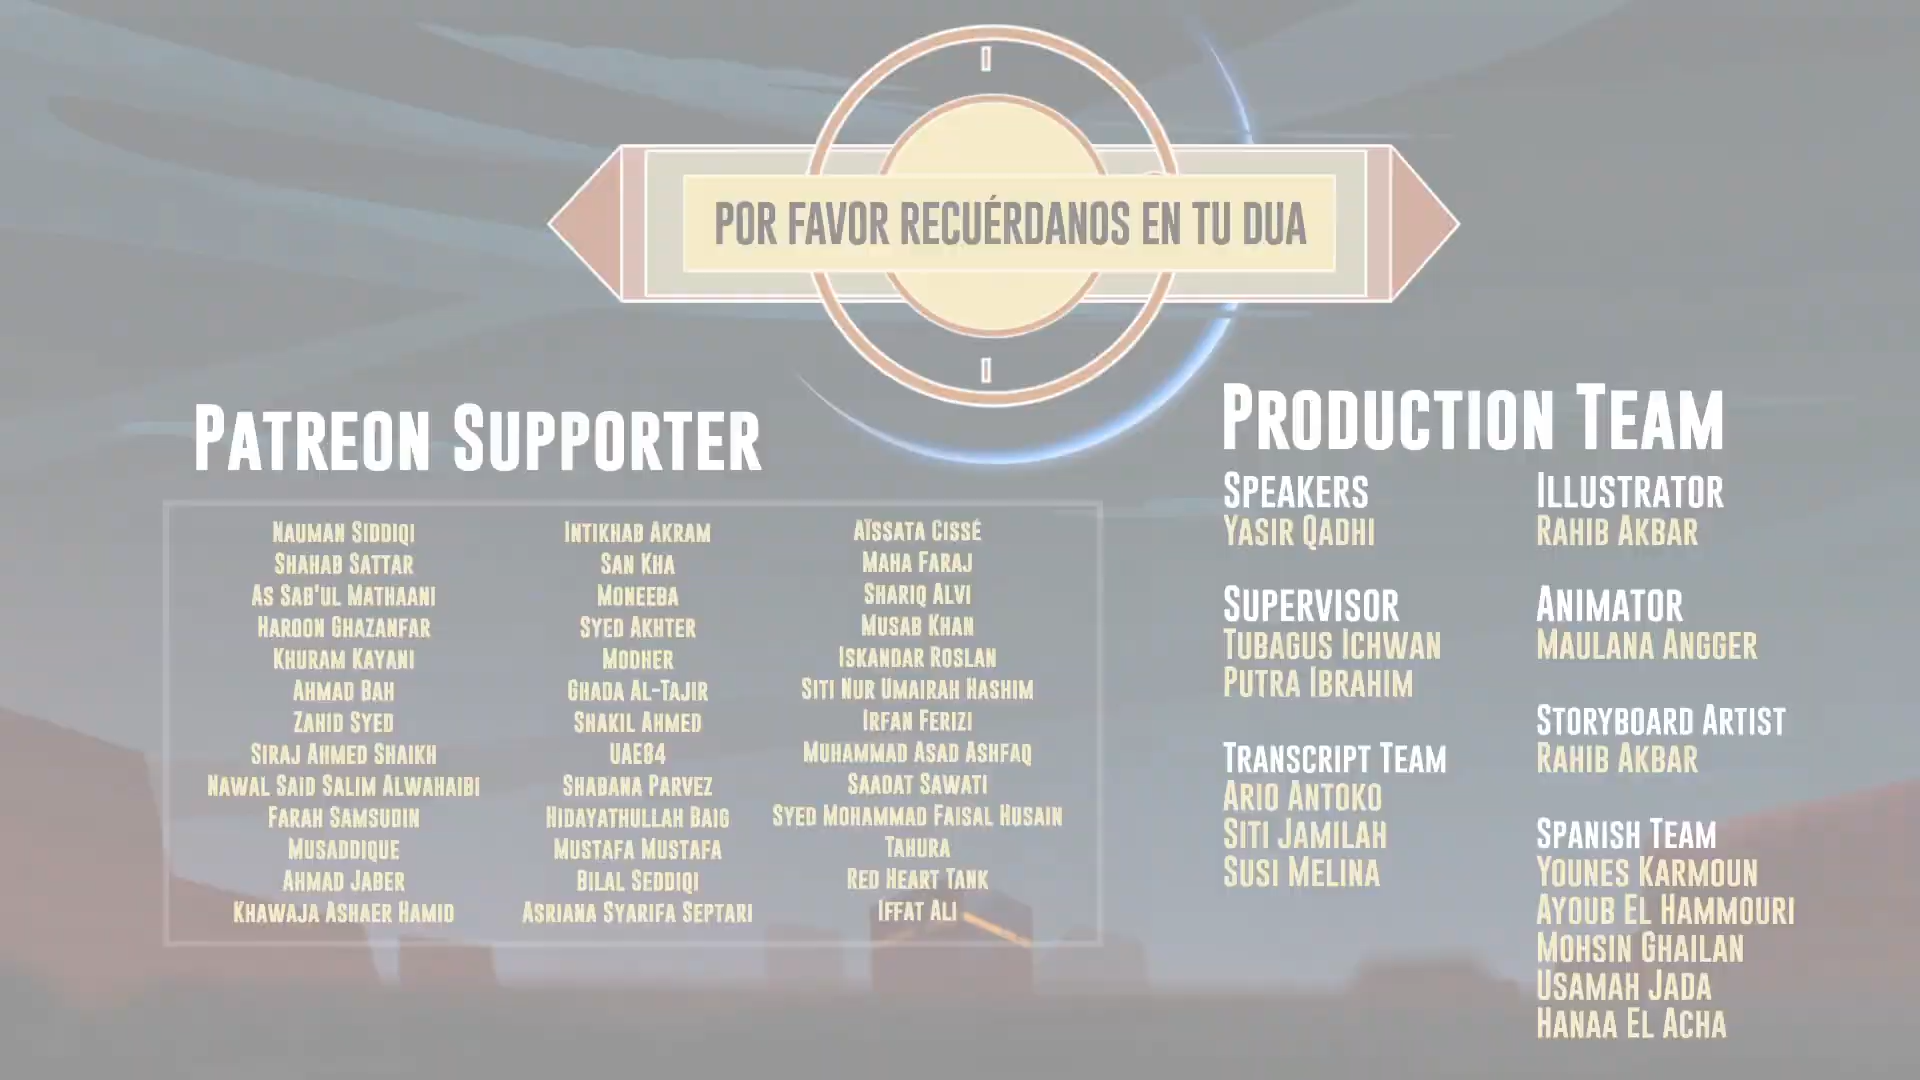 POR FAVOR RECUÉRDANOS EN TU DUA
PATREON SUPPORTER
NAUMAN SIDDIQI
SHAHAB SATTAR
AS SAB'UL MATHAANI
HAROON GHAZANFAR
KHURAM KAYANI
AHMAD BAH
ZAHID SYED
SIRAJ AHMED SHAIKH
NAWAL SAID SALIM ALWAHAIBI
FARAH SAMSUDIN
MUSADDIQUE
AHMAD JABER
KHAWAJA ASHAER HAMID
INTIKHAB AKRAM
SAN KHA
MONEEBA
SYED AKHTER
MODHER
GHADA AL-TAJIR
SHAKIL AHMED
UAE84
SHABANA PARVEZ
HIDAYATHULLAH BAIG
MUSTAFA MUSTAFA
BILAL SEDDIQI
ASRIANA SYARIFA SEPTARI
AÏSSATA CISSÉ
MAHA FARAJ
SHARIQ ALVI
MUSAB KHAN
ISKANDAR ROSLAN
SITI NUR UMAIRAH HASHIM
IRFAN FERIZI
MUHAMMAD ASAD ASHFAQ
SAADAT SAWATI
SYED MOHAMMAD FAISAL HUSAIN
TAHURA
RED HEART TANK
IFFAT ALI
PRODUCTION TEAM
SPEAKERS
YASIR QADHI
SUPERVISOR
TUBAGUS ICHWAN
PUTRA IBRAHIM
TRANSCRIPT TEAM
ARIO ANTOKO
SITI JAMILAH
SUSI MELINA
ILLUSTRATOR
RAHIB AKBAR
ANIMATOR
MAULANA ANGGER
STORYBOARD ARTIST
RAHIB AKBAR
SPANISH TEAM
YOUNES KARMOUN
AYOUB EL HAMMOURI
MOHSIN GHAILAN
USAMAH JADA
HANAA EL ACHA